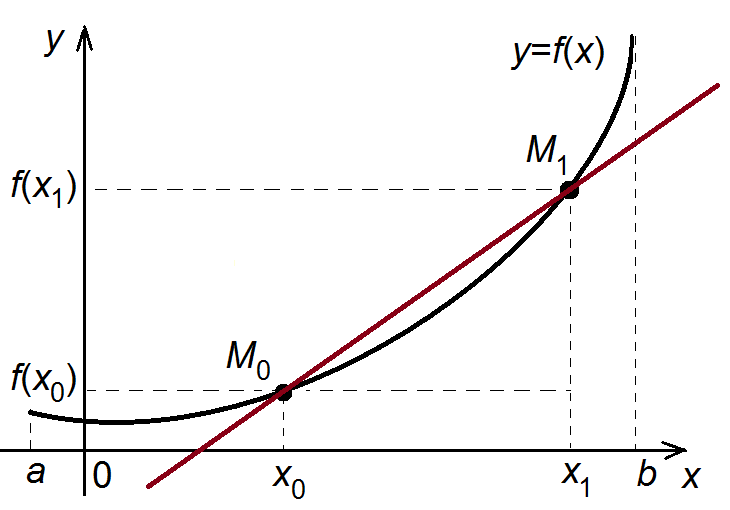 y
y=f(x)
M₁
f(x₁)
M₀
f(x₀)
a
0
x₀
x₁
b
x